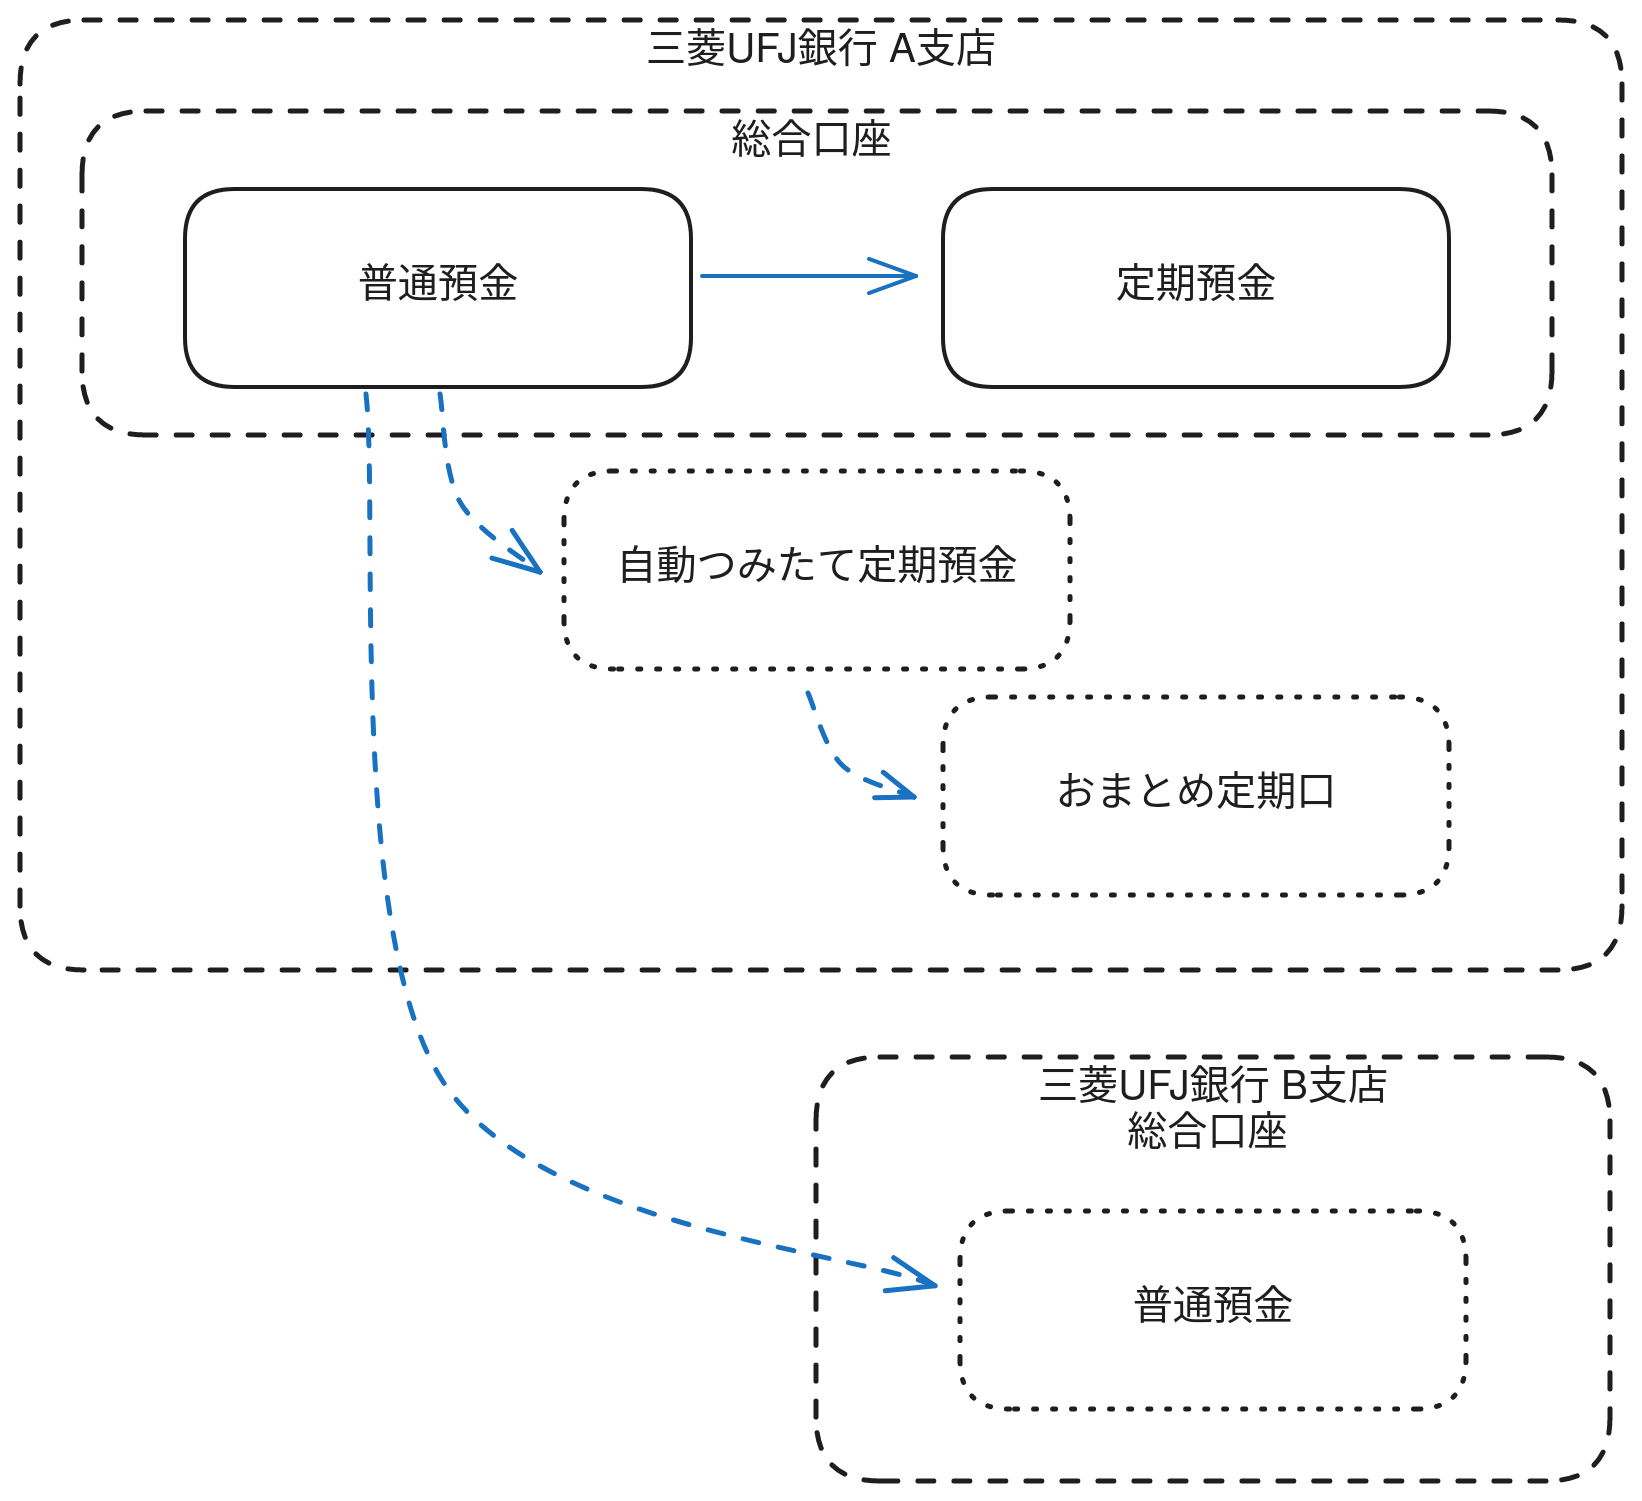 三菱UFJ銀行 A支店
総合口座
普通預金
定期預金
自動つみたて定期預金
おまとめ定期口
三菱UFJ銀行 B支店
総合口座
普通預金